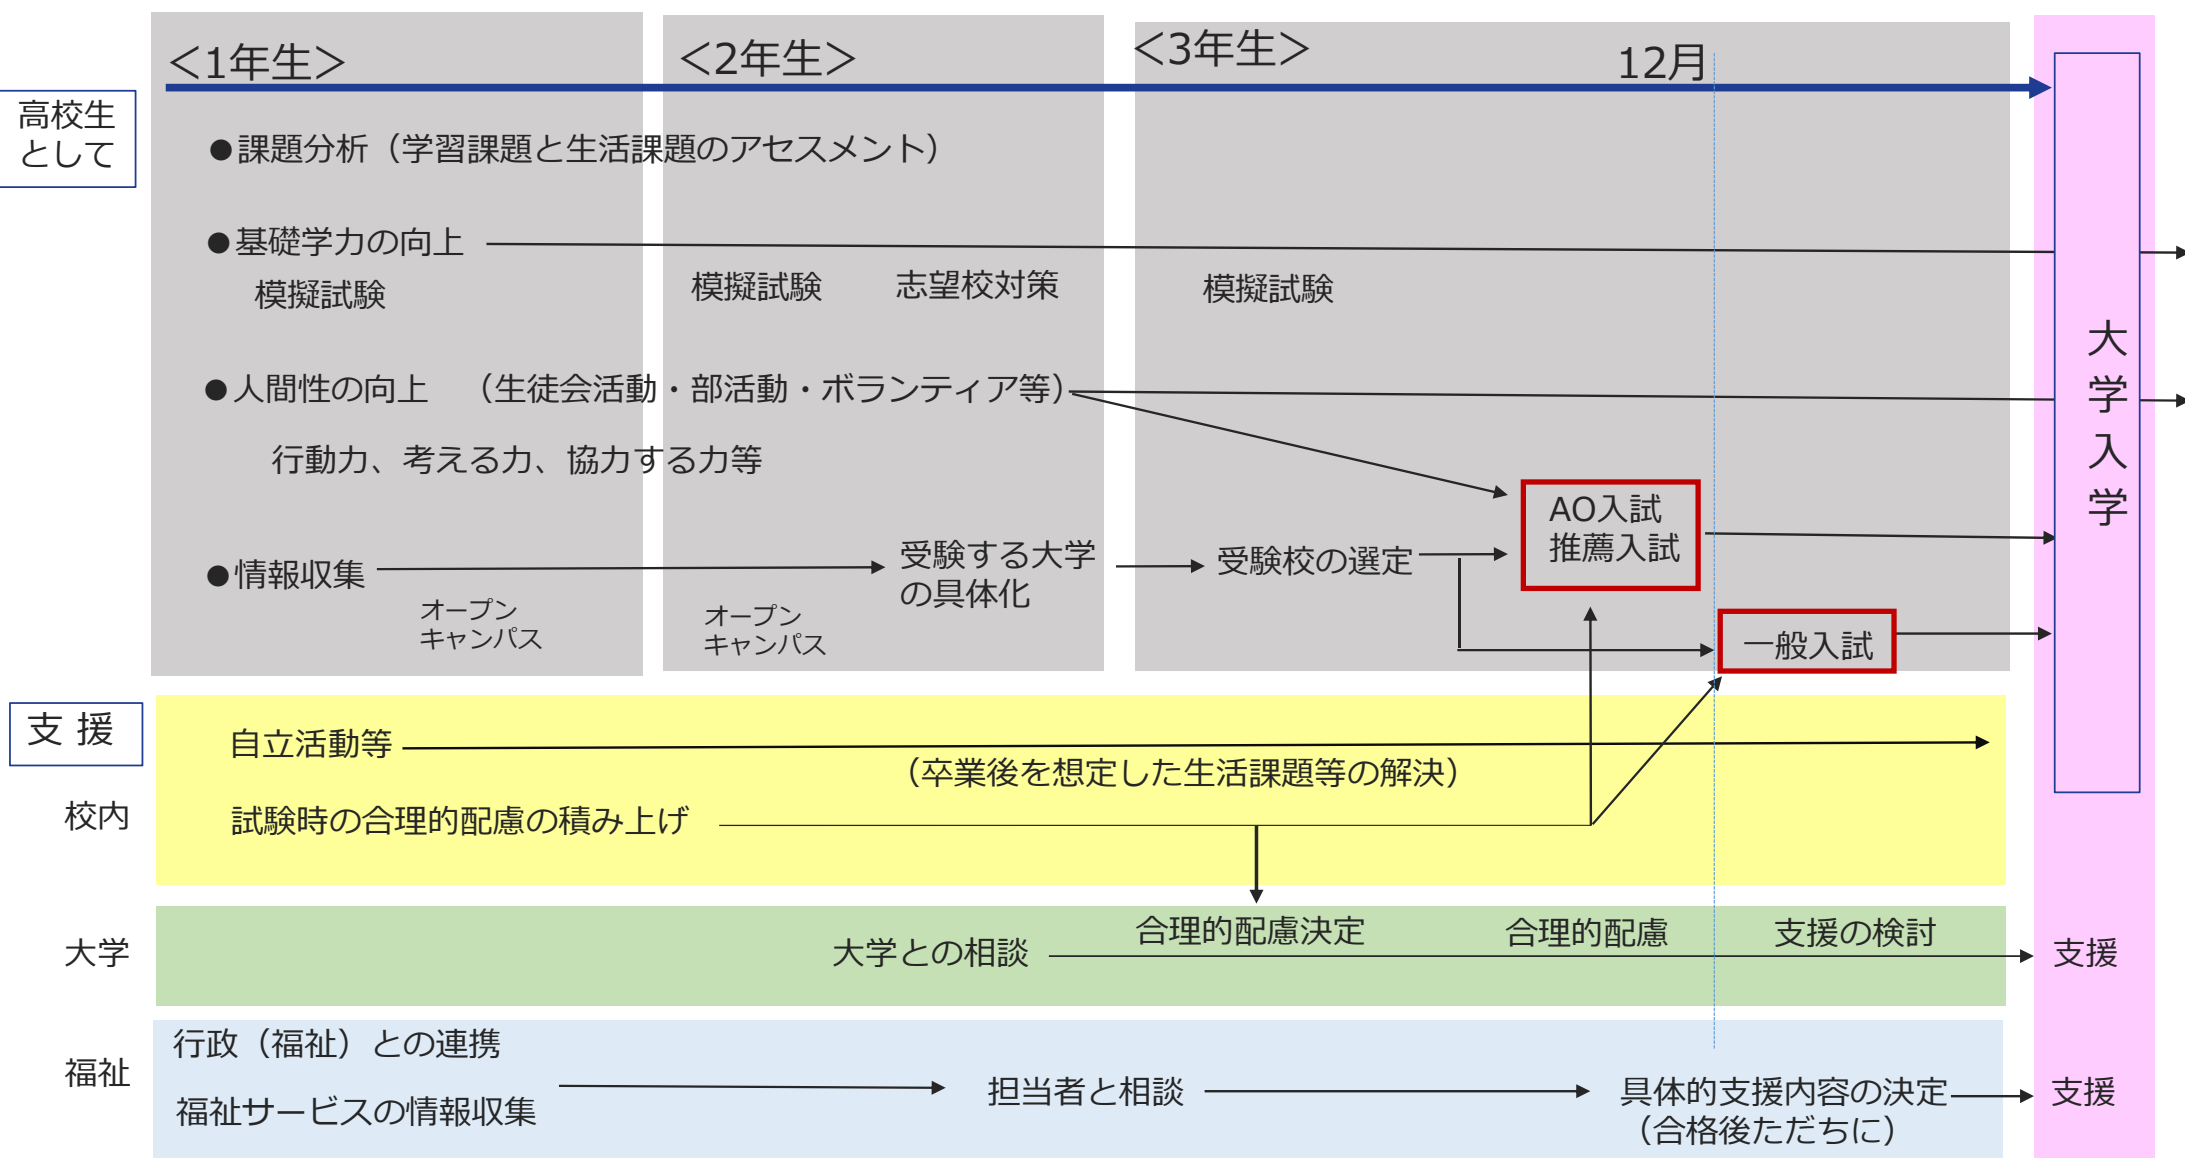 <1年生>
<2年生>
<3年生>
12月
高校生
として
●課題分析（学習課題と生活課題のアセスメント）
●基礎学力の向上
模擬試験
模擬試験
志望校対策
模擬試験
●人間性の向上　（生徒会活動・部活動・ボランティア等）
行動力、考える力、協力する力等
AO入試
推薦入試
●情報収集
受験する大学
の具体化
受験校の選定
オープン
キャンパス
オープン
キャンパス
一般入試
大学入学
支 援
自立活動等
（卒業後を想定した生活課題等の解決）
校内
試験時の合理的配慮の積み上げ
大学
大学との相談
合理的配慮決定
合理的配慮
支援の検討
支援
行政（福祉）との連携
福祉
福祉サービスの情報収集
担当者と相談
具体的支援内容の決定
（合格後ただちに）
支援